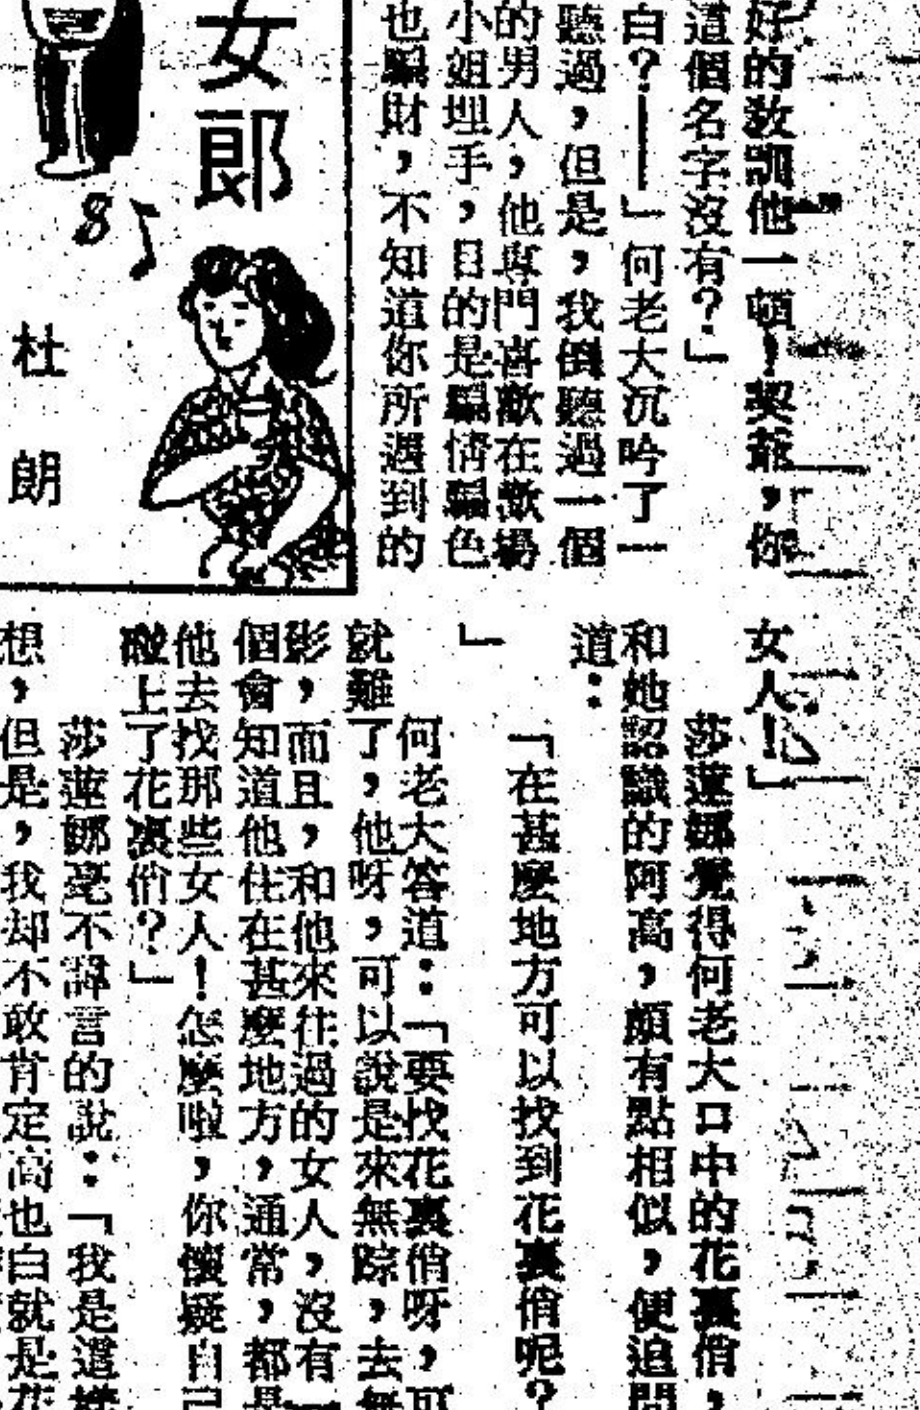 好的教訓他一頓！契爺，你
這個名字沒有？」
白？——」何老大沉吟了一
聽過，但是，我倒聽過一個
的男人，他專門喜歡在歡場
小姐埋手，目的是騙情騙色
也騙財，不知道你所遇到的
女郎
8
杜朗
女人！」
莎蓮娜覺得何老大口中的花裏俏，
和她認識的阿高，頗有點相似，便追問
道：
「在甚麼地方可以找到花裏俏呢？
」
何老大答道：「要找花裏俏呀，可
就難了，他呀，可以說是來無踪，去無
影，而且，和他來往過的女人，沒有一
個會知道他住在甚麼地方，通常，都是
他去找那些女人！怎麼啦，你懷疑自己
碰上了花裏俏？」
莎蓮娜毫不諱言的說：「我是這樣
想，但是，我却不敢肯定高也白就是花